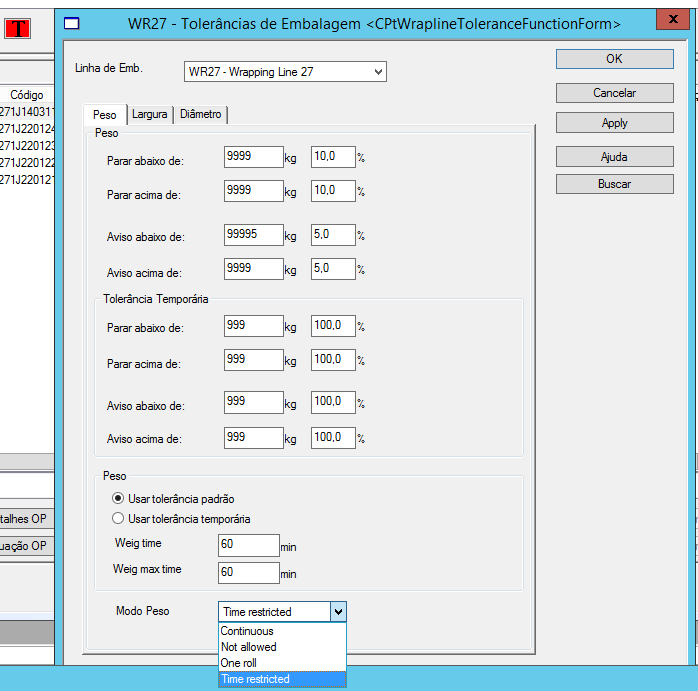 T
WR27 - Tolerâncias de Embalagem <CPtWraplineToleranceFunctionForm>
x
Linha de Emb.
WR27 - Wrapping Line 27
OK
Cancelar
Apply
Ajuda
Buscar
Código
271J140311
271J220124
271J220123
271J220122
271J220121
Peso
Largura
Diâmetro
Peso
Parar abaixo de:
9999
kg
10,0
%
Parar acima de:
9999
kg
10,0
%
Aviso abaixo de:
99995
kg
5,0
%
Aviso acima de:
9999
kg
5,0
%
Tolerância Temporária
Parar abaixo de:
999
kg
100,0
%
Parar acima de:
999
kg
100,0
%
Aviso abaixo de:
999
kg
100,0
%
Aviso acima de:
999
kg
100,0
%
Peso
Usar tolerância padrão
Usar tolerância temporária
talhes OP
uação OP
Weig time
60
min
Weig max time
60
min
Modo Peso
Time restricted
Continuous
Not allowed
One roll
Time restricted